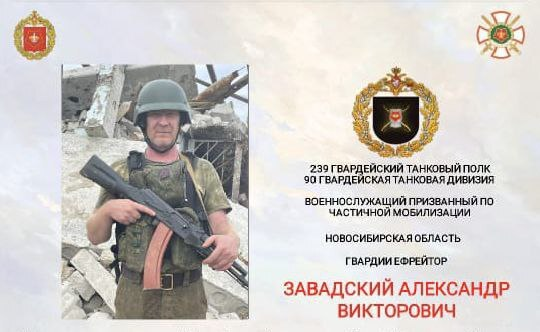 239 ГВАРДЕЙСКИЙ ТАНКОВЫЙ ПОЛК
90 ГВАРДЕЙСКАЯ ТАНКОВАЯ ДИВИЗИЯ
ВОЕННОСЛУЖАЩИЙ ПРИЗВАННЫЙ ПО
ЧАСТИЧНОЙ МОБИЛИЗАЦИИ
НОВОСИБИРСКАЯ ОБЛАСТЬ
ГВАРДИИ ЕФРЕЙТОР
ЗАВАДСКИЙ АЛЕКСАНДР
ВИКТОРОВИЧ